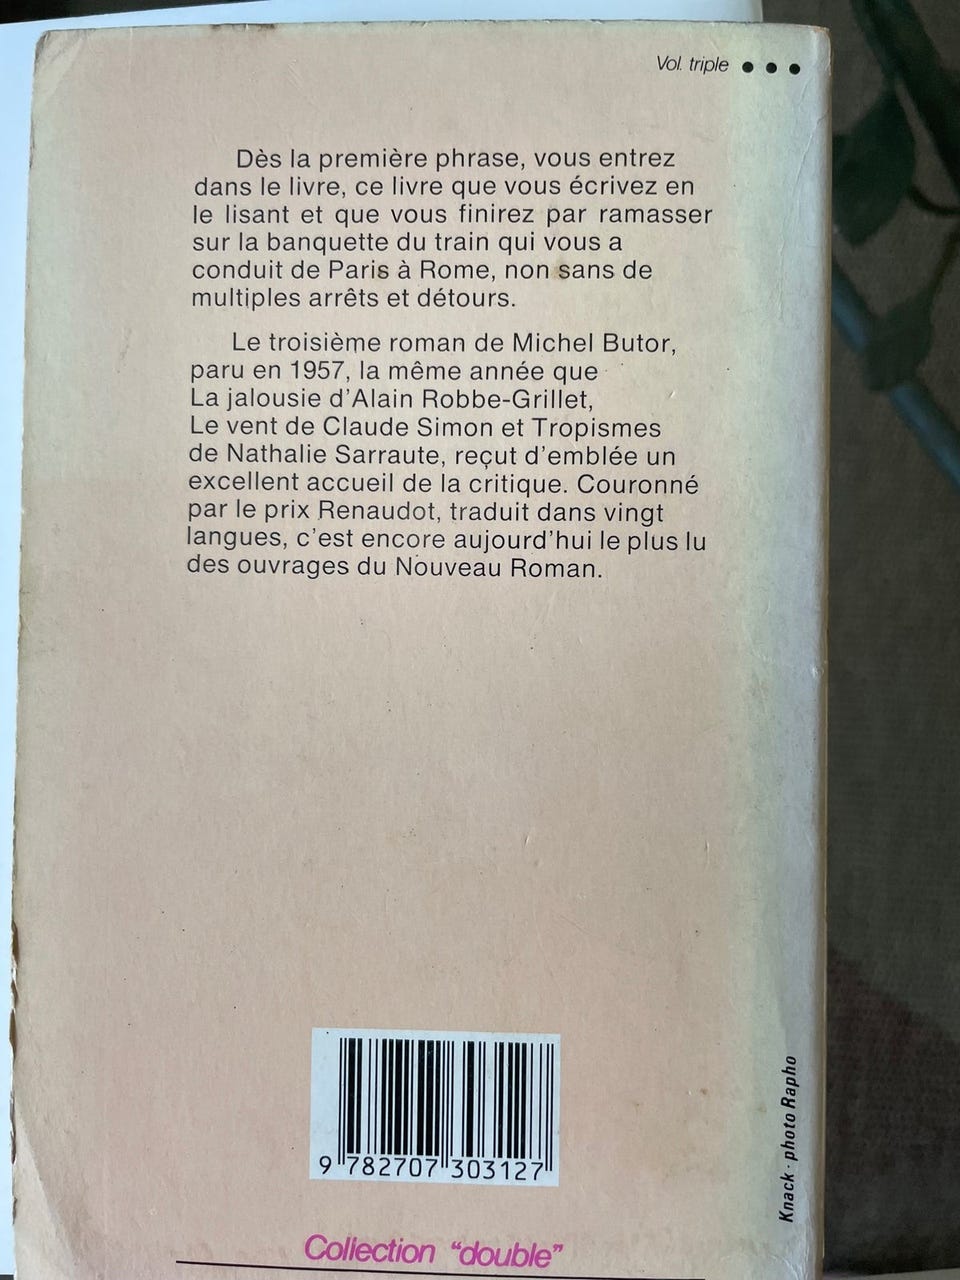 Vol. triple • • •
Dès la première phrase, vous entrez
dans le livre, ce livre que vous écrivez en
le lisant et que vous finirez par ramasser
sur la banquette du train qui vous a
conduit de Paris à Rome, non sans de
multiples arrêts et détours.
Le troisième roman de Michel Butor,
paru en 1957, la même année que
La jalousie d'Alain Robbe-Grillet,
Le vent de Claude Simon et Tropismes
de Nathalie Sarraute, reçut d'emblée un
excellent accueil de la critique. Couronné
par le prix Renaudot, traduit dans vingt
langues, c'est encore aujourd'hui le plus lu
des ouvrages du Nouveau Roman.
9 782707 303127
Knack · photo Rapho
Collection "double"